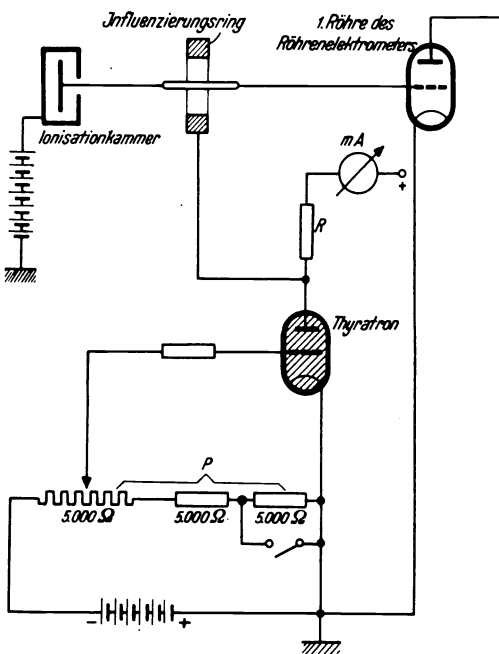 Jnfluenzierungsring
1. Röhre des
Röhrenelektrometers
Ionisationkammer
mA
+
R
Thyratron
P
5.000 Ω
5.000 Ω
5.000 Ω
-
+